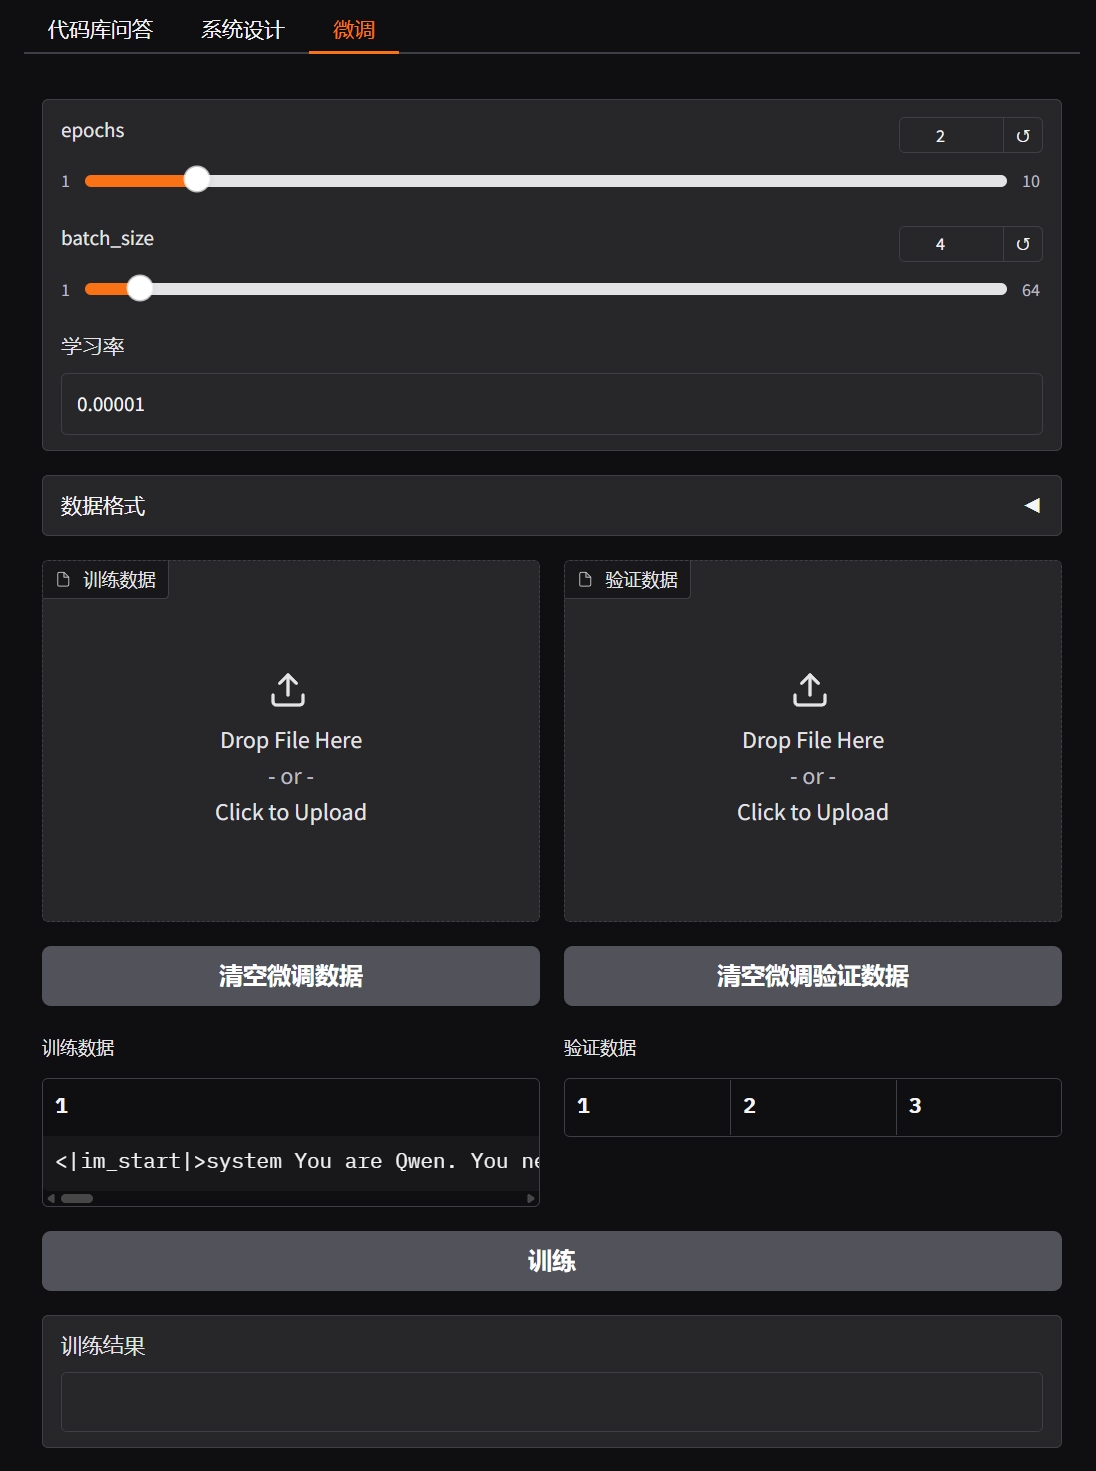 代码库问答 系统设计 微调
epochs 2
1 10
batch_size 4
1 64
学习率
0.00001
数据格式
训练数据 验证数据
Drop File Here Drop File Here
- or - - or -
Click to Upload Click to Upload
清空微调数据 清空微调验证数据
训练数据 验证数据
1 1 2 3
<|im_start|>system You are Qwen. You ne
训练
训练结果